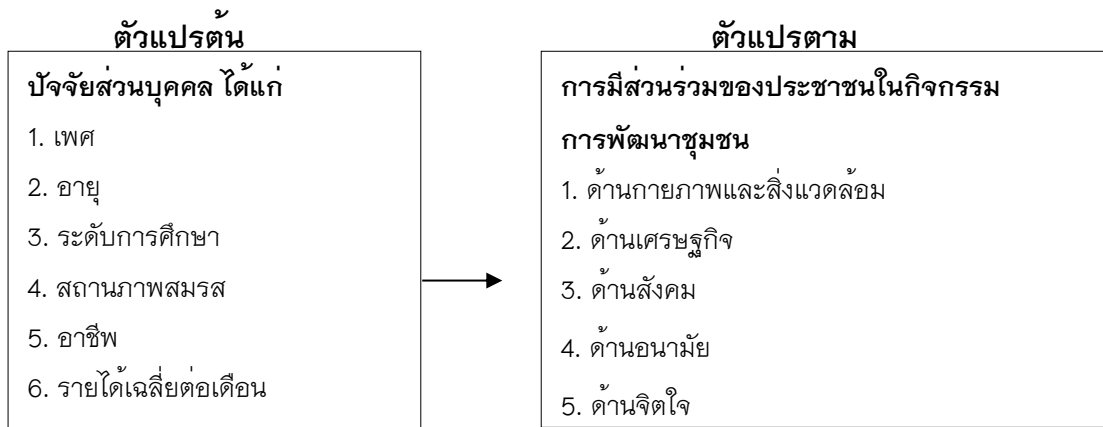 ตัวแปรต้น
ปัจจัยส่วนบุคคล ได้แก่
1. เพศ
2. อายุ
3. ระดับการศึกษา
4. สถานภาพสมรส
5. อาชีพ
6. รายได้เฉลี่ยต่อเดือน
ตัวแปรตาม
การมีส่วนร่วมของประชาชนในกิจกรรม
การพัฒนาชุมชน
1. ด้านกายภาพและสิ่งแวดล้อม
2. ด้านเศรษฐกิจ
3. ด้านสังคม
4. ด้านอนามัย
5. ด้านจิตใจ